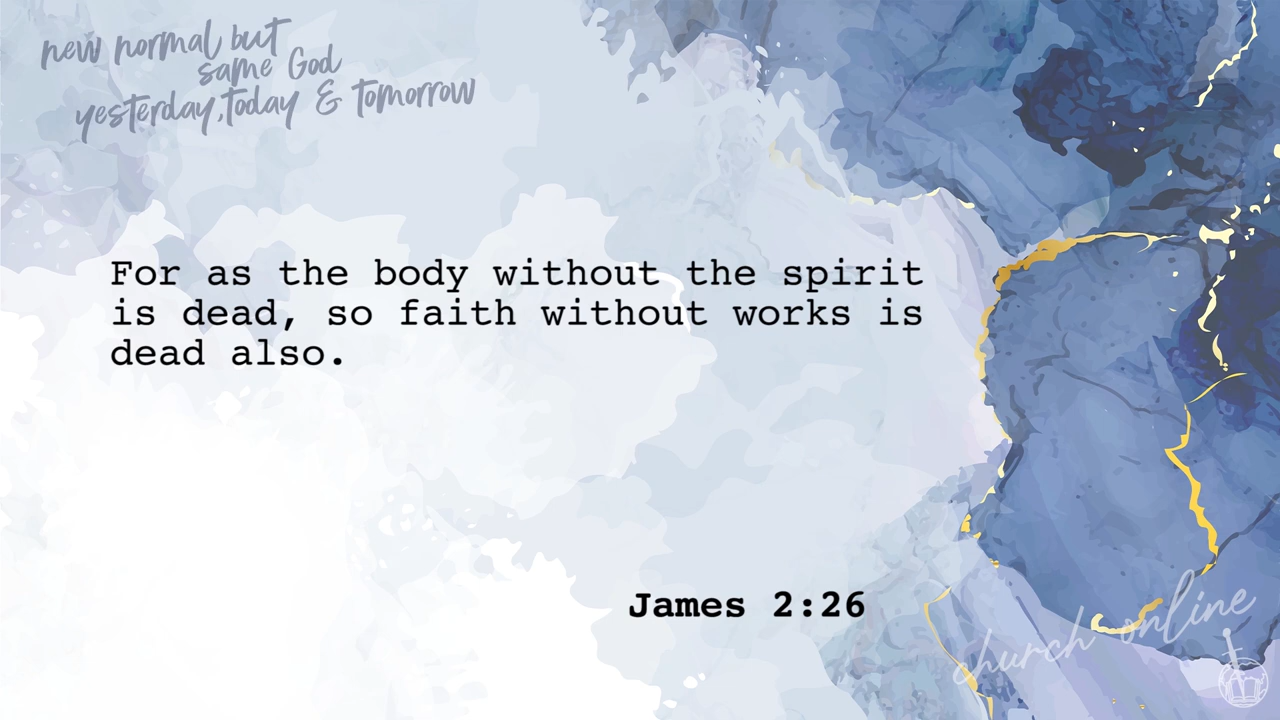 new normal but
same God
yesterday, today & tomorrow
For as the body without the spirit
is dead, so faith without works is
dead also.
James 2:26
church online